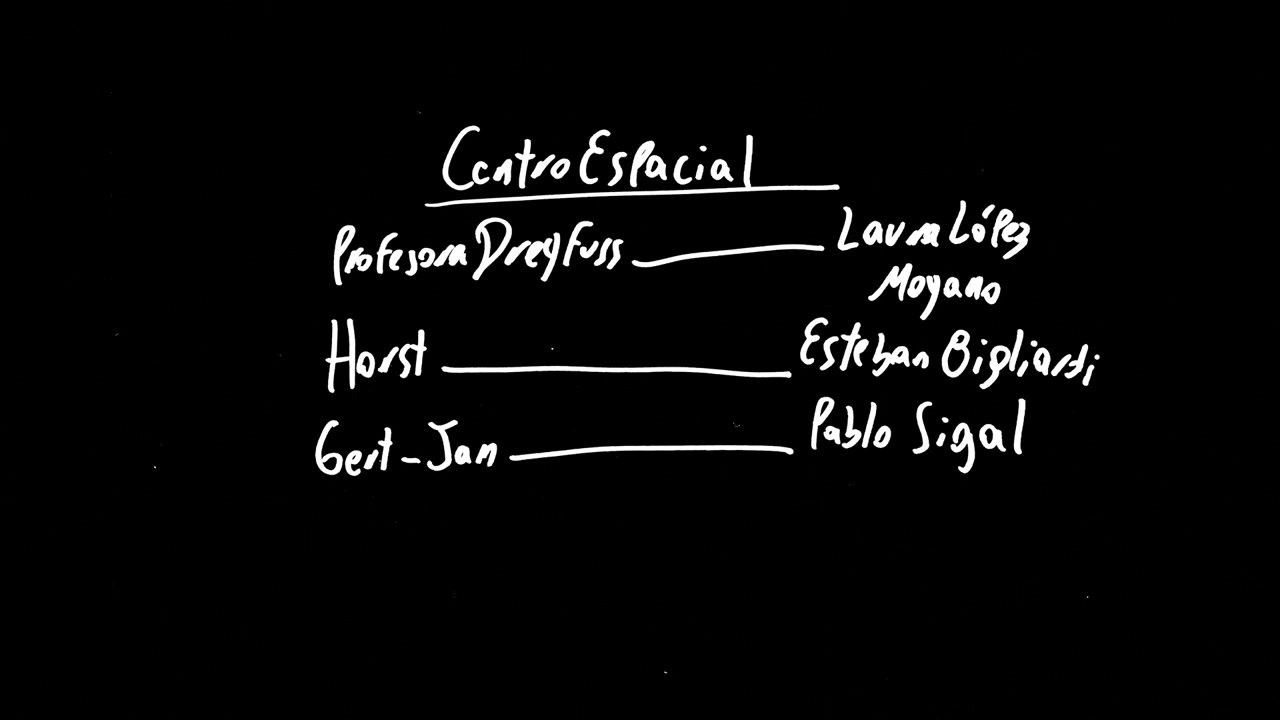 Centro Espacial
Profesora Dreyfuss — Laura López
Moyano
Horst — Esteban Bigliardi
Gert-Jan — Pablo Sigal